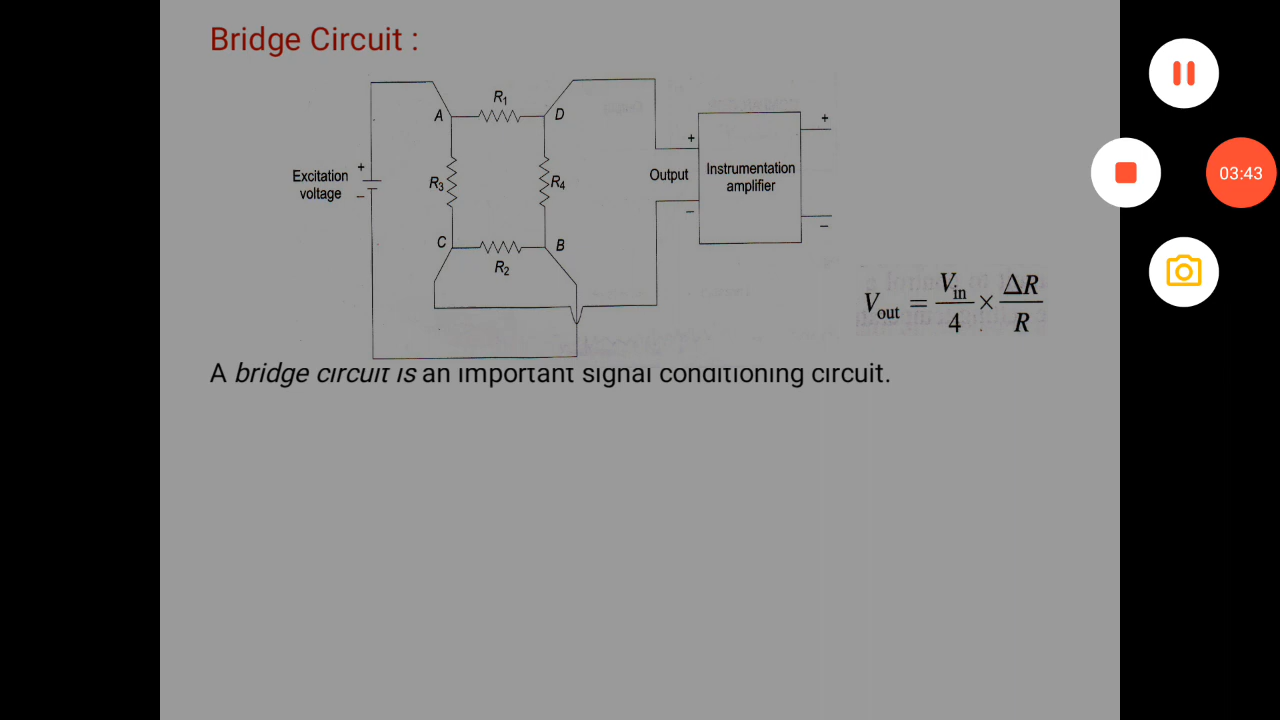 Bridge Circuit :
R1
A
D
+
+
Excitation voltage
+
–
R3
R4
Output
Instrumentation amplifier
–
–
C
B
R2
Vout = Vin/4 × ΔR/R
A bridge circuit is an important signal conditioning circuit.
03:43